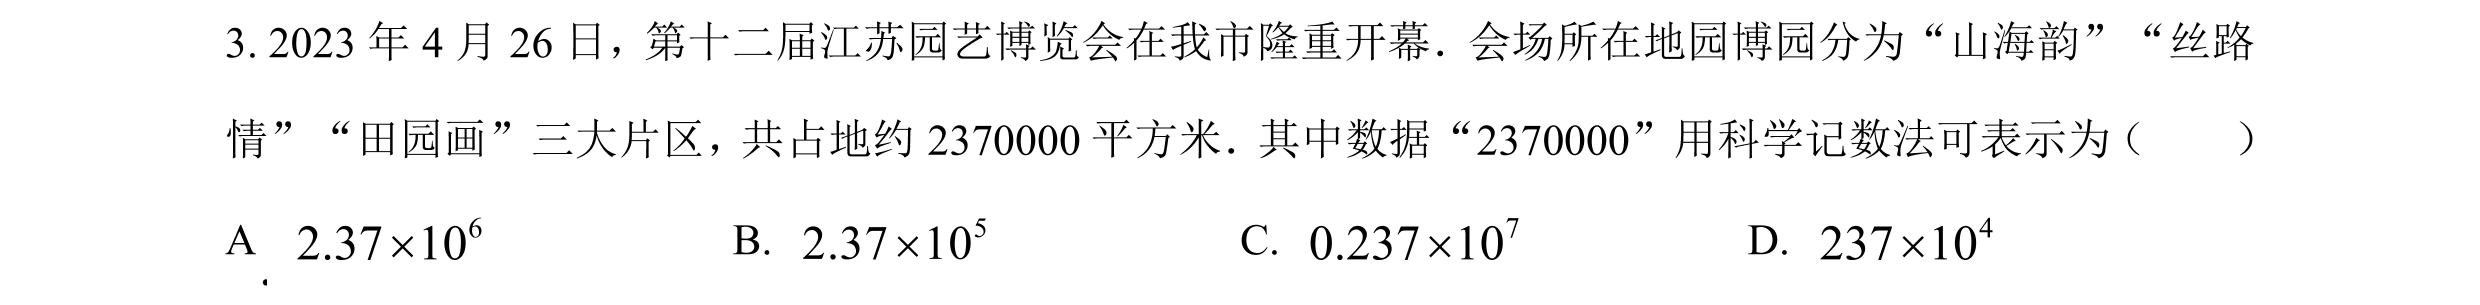 3. 2023 年 4 月 26 日，第十二届江苏园艺博览会在我市隆重开幕．会场所在地园博园分为“山海韵”“丝路
情”“田园画”三大片区，共占地约 2370000 平方米．其中数据“2370000”用科学记数法可表示为（　　）
A. 2.37×10⁶ B. 2.37×10⁵ C. 0.237×10⁷ D. 237×10⁴